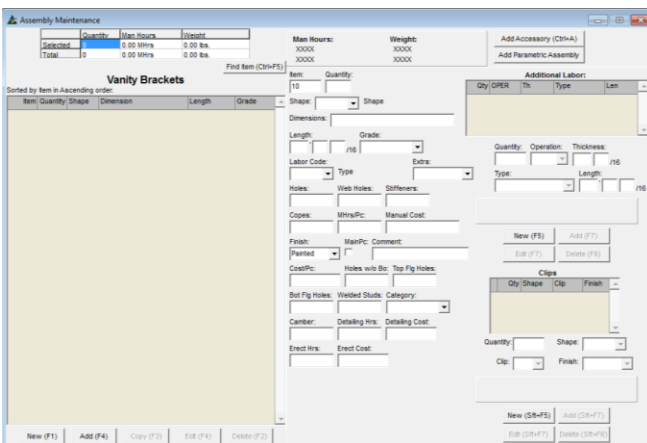 Assembly Maintenance
Quantity Man Hours Weight
Selected 0 0.00 MHrs 0.00 lbs.
Total 0 0.00 MHrs 0.00 lbs.
Find Item (Ctrl+F5)
Vanity Brackets
Sorted by Item in Ascending order.
Item Quantity Shape Dimension Length Grade
New (F1) Add (F4) Copy (F3) Edit (F4) Delete (F2)
Man Hours: Weight:
XXXX XXXX
XXXX XXXX
Item: Quantity:
10
Shape: Shape
Dimensions:
Length: Grade:
/16
Labor Code: Extra:
Type
Holes: Web Holes: Stiffeners:
Copes: MHrs/Pc: Manual Cost:
Finish: MainPc: Comment:
Painted
Cost/Pc: Holes w/o Bo: Top Flg Holes:
Bot Flg Holes: Welded Studs: Category:
Camber: Detailing Hrs: Detailing Cost:
Erect Hrs: Erect Cost:
Add Accessory (Ctrl+A)
Add Parametric Assembly
Additional Labor:
Qty OPER Th Type Len
Quantity: Operation: Thickness:
/16
Type: Length:
/16
New (F5) Add (F7)
Edit (F7) Delete (F6)
Clips
Qty Shape Clip Finish
Quantity: Shape:
Clip: Finish:
New (Sft+F5) Add (Sft+F7)
Edit (Sft+F7) Delete (Sft+F6)